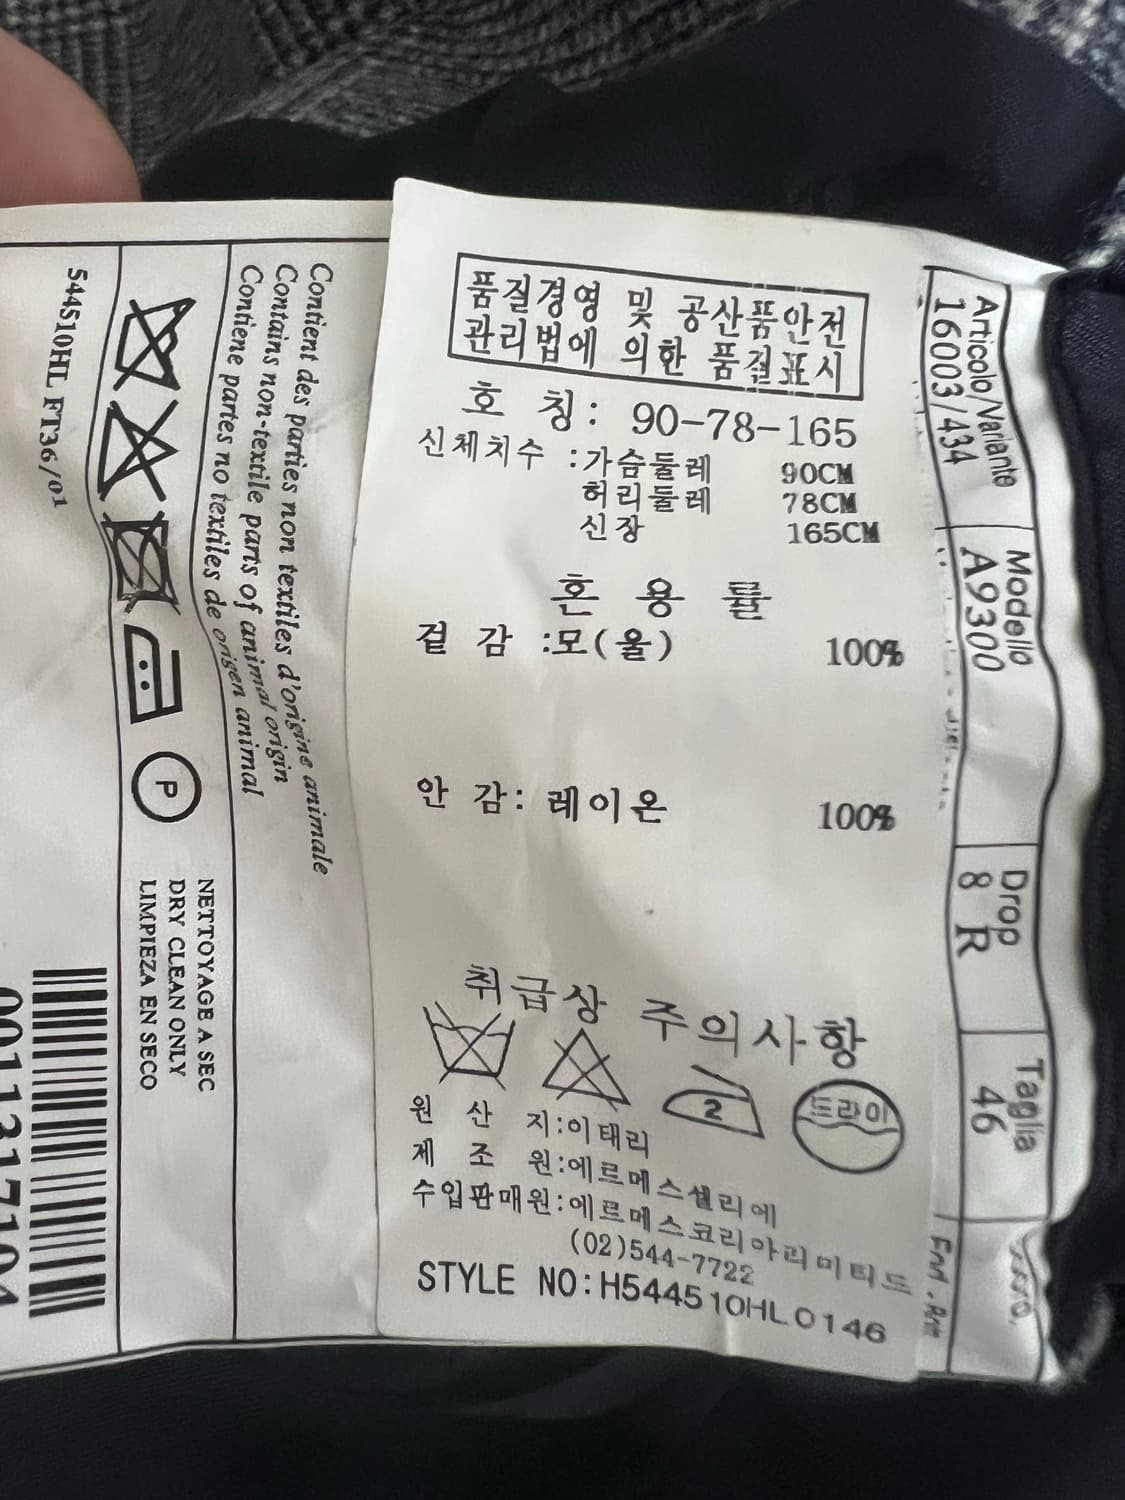 품질경영 및 공산품안전
관리법에 의한 품질표시
호 칭: 90-78-165
신체치수 :가슴둘레 90CM
허리둘레 78CM
신장 165CM
혼 용 률
겉 감 :모(울) 100%
안 감: 레이온 100%
취급상 주의사항
2
드라이
원 산 지:이태리
제 조 원:에르메스셀리에
수입판매원:에르메스코리아리미티드
(02)544-7722
STYLE NO:H544510HL0146
Articolo/Variante
16003/434
Modello
A9300
Drop
8 R
Taglia
46
Contient des parties non textiles d'origine animale
Contains non-textile parts of animal origin
Contiene partes no textiles de origen animal
P
NETTOYAGE A SEC
DRY CLEAN ONLY
LIMPIEZA EN SECO
544510HL FT36/01